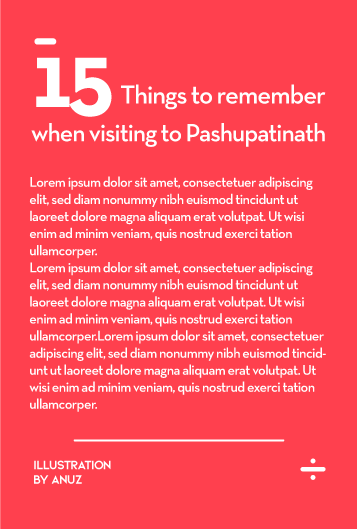 15 Things to remember
when visiting to Pashupatinath
Lorem ipsum dolor sit amet, consectetuer adipiscing
elit, sed diam nonummy nibh euismod tincidunt ut
laoreet dolore magna aliquam erat volutpat. Ut wisi
enim ad minim veniam, quis nostrud exerci tation
ullamcorper.
Lorem ipsum dolor sit amet, consectetuer adipiscing
elit, sed diam nonummy nibh euismod tincidunt ut
laoreet dolore magna aliquam erat volutpat. Ut wisi
enim ad minim veniam, quis nostrud exerci tation
ullamcorper.Lorem ipsum dolor sit amet, consectetuer
adipiscing elit, sed diam nonummy nibh euismod tincid-
unt ut laoreet dolore magna aliquam erat volutpat. Ut
wisi enim ad minim veniam, quis nostrud exerci tation
ullamcorper.
ILLUSTRATION
BY ANUZ